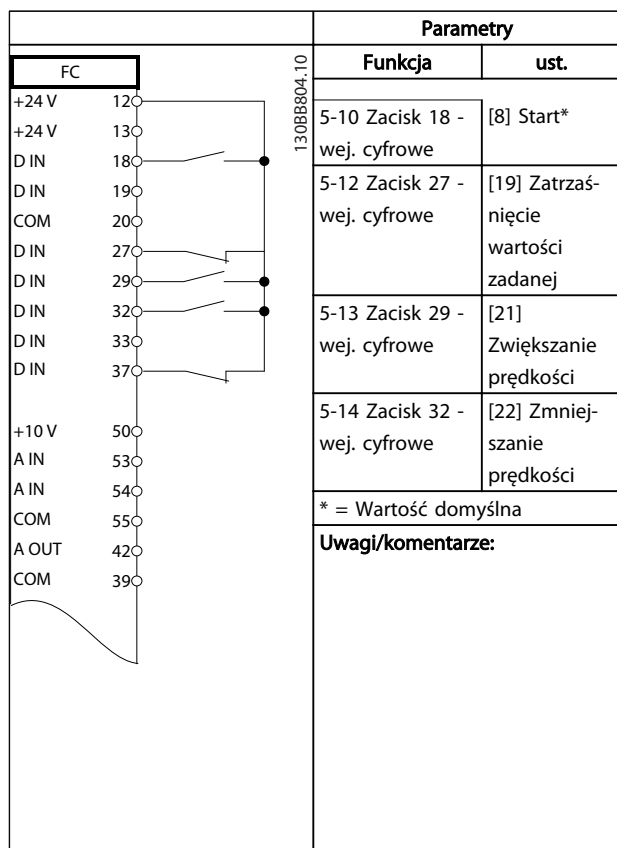 Parametry
FC
130BB804.10
Funkcja ust.
+24 V 12
+24 V 13
D IN 18
D IN 19
COM 20
D IN 27
D IN 29
D IN 32
D IN 33
D IN 37
+10 V 50
A IN 53
A IN 54
COM 55
A OUT 42
COM 39
5-10 Zacisk 18 -
wej. cyfrowe
[8] Start*
5-12 Zacisk 27 -
wej. cyfrowe
[19] Zatrzaś-
nięcie
wartości
zadanej
5-13 Zacisk 29 -
wej. cyfrowe
[21]
Zwiększanie
prędkości
5-14 Zacisk 32 -
wej. cyfrowe
[22] Zmniej-
szanie
prędkości
* = Wartość domyślna
Uwagi/komentarze: